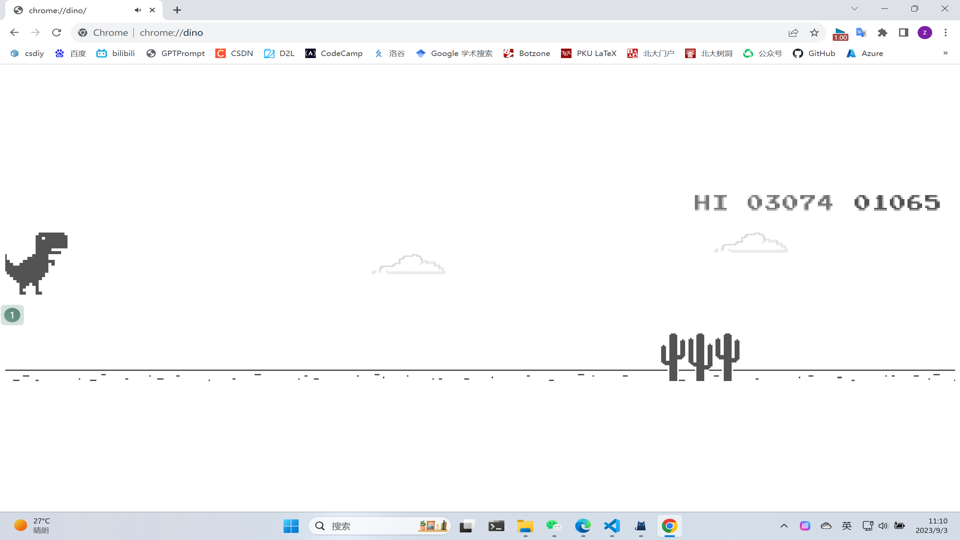 chrome://dino/
Chrome | chrome://dino
1.00
z
csdiy 百度 bilibili GPTPrompt CSDN D2L CodeCamp 洛谷 Google 学术搜索 Botzone PKU LaTeX 北大门户 北大树洞 公众号 GitHub Azure »
HI 03074 01065
1
27°C
晴朗
搜索
英
11:10
2023/9/3